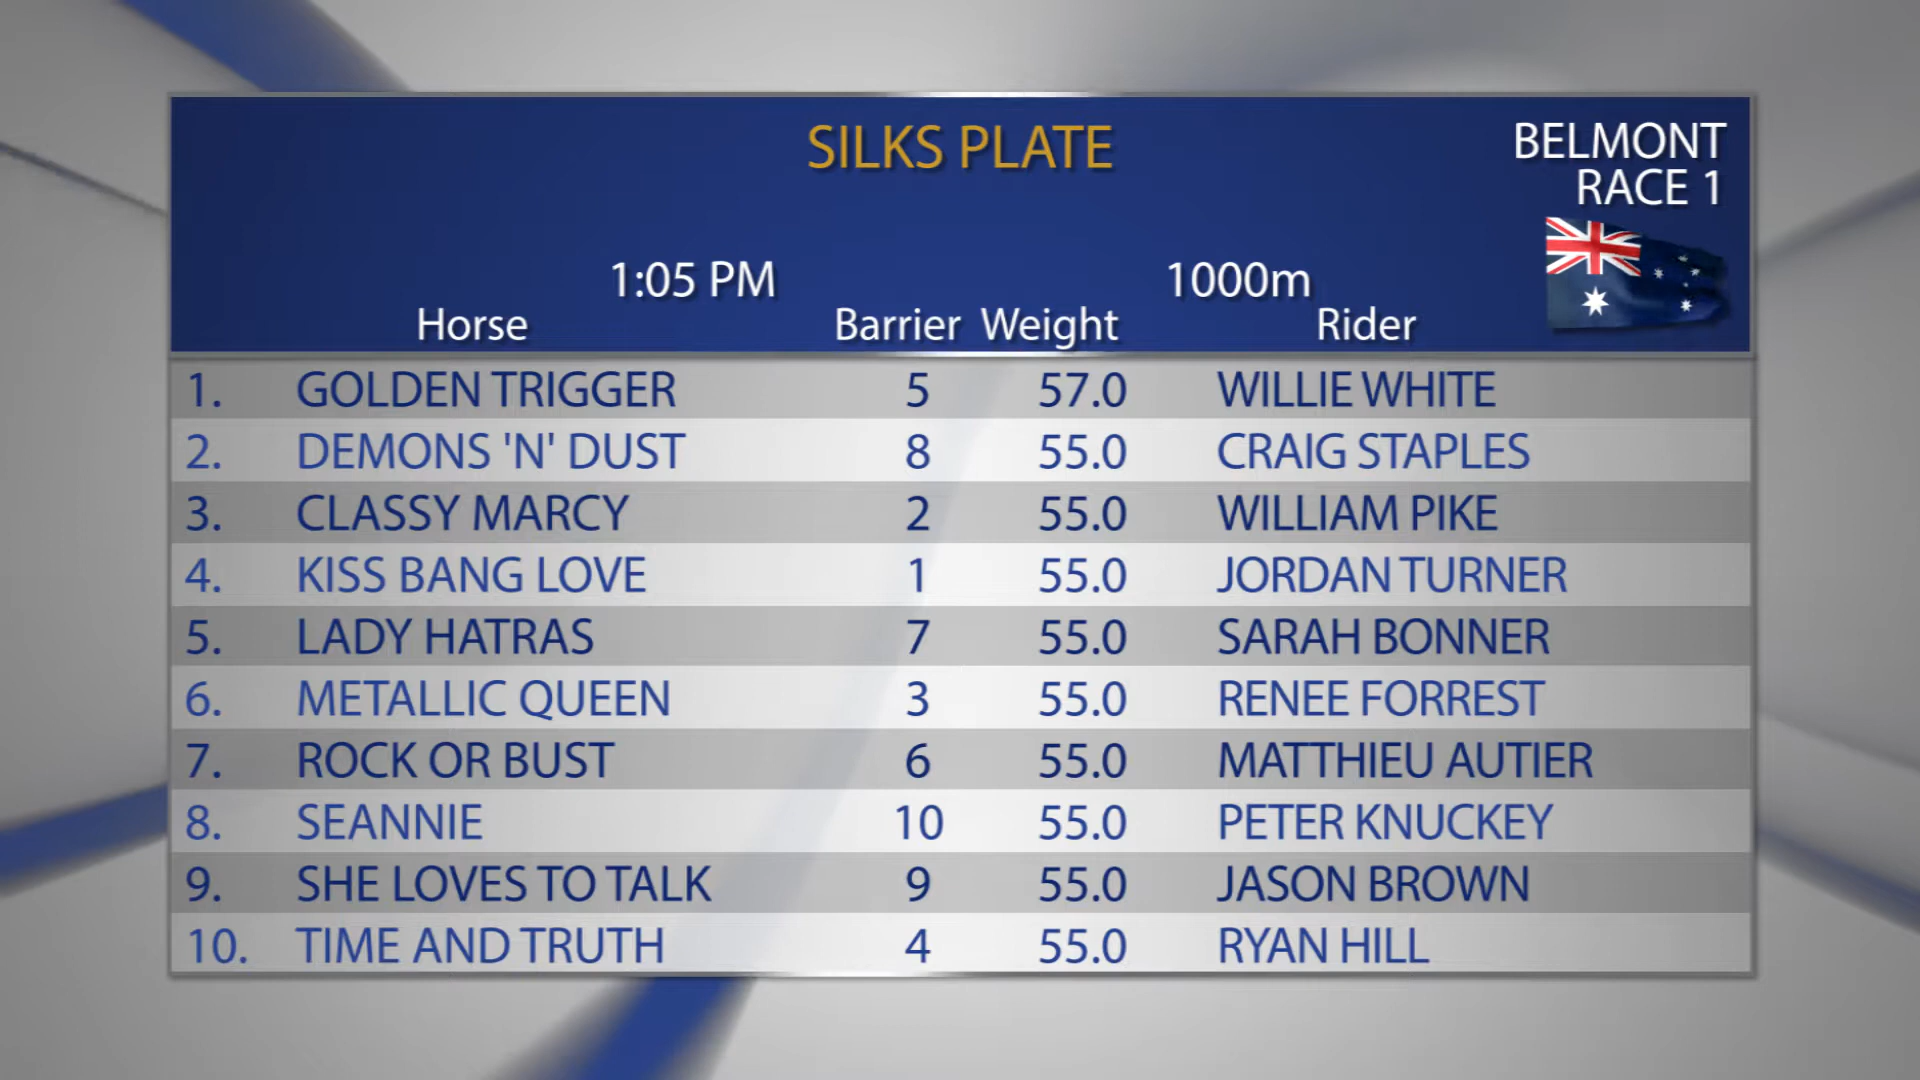 SILKS PLATE
BELMONT
RACE 1
1:05 PM 1000m
Horse Barrier Weight Rider
1. GOLDEN TRIGGER 5 57.0 WILLIE WHITE
2. DEMONS 'N' DUST 8 55.0 CRAIG STAPLES
3. CLASSY MARCY 2 55.0 WILLIAM PIKE
4. KISS BANG LOVE 1 55.0 JORDAN TURNER
5. LADY HATRAS 7 55.0 SARAH BONNER
6. METALLIC QUEEN 3 55.0 RENEE FORREST
7. ROCK OR BUST 6 55.0 MATTHIEU AUTIER
8. SEANNIE 10 55.0 PETER KNUCKEY
9. SHE LOVES TO TALK 9 55.0 JASON BROWN
10. TIME AND TRUTH 4 55.0 RYAN HILL